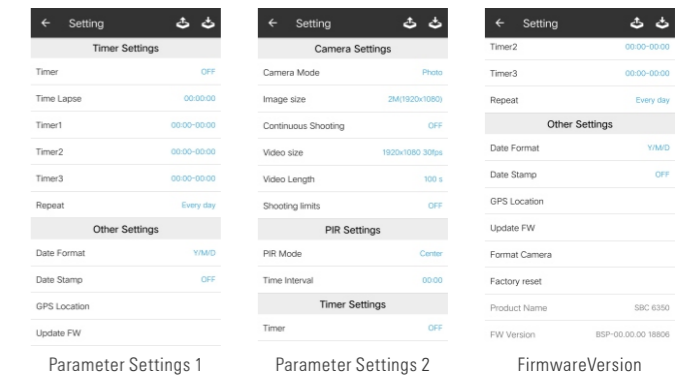 Setting
Timer Settings
Timer OFF
Time Lapse 00:00:00
Timer1 00:00-00:00
Timer2 00:00-00:00
Timer3 00:00-00:00
Repeat Every day
Other Settings
Date Format Y/M/D
Date Stamp OFF
GPS Location
Update FW
Parameter Settings 1
Setting
Camera Settings
Camera Mode Photo
Image size 2M(1920x1080)
Continuous Shooting OFF
Video size 1920x1080 30fps
Video Length 100 s
Shooting limits OFF
PIR Settings
PIR Mode Center
Time Interval 00:00
Timer Settings
Timer OFF
Parameter Settings 2
Setting
Timer2 00:00-00:00
Timer3 00:00-00:00
Repeat Every day
Other Settings
Date Format Y/M/D
Date Stamp OFF
GPS Location
Update FW
Format Camera
Factory reset
Product Name SBC 6350
FW Version BSP-00.00.00 18806
FirmwareVersion